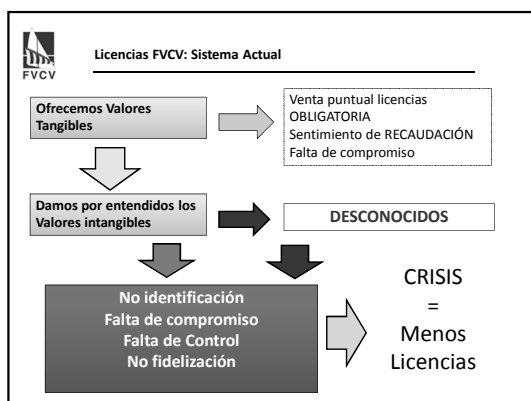 Licencias FVCV: Sistema Actual
FVCV
Ofrecemos Valores
Tangibles
Venta puntual licencias
OBLIGATORIA
Sentimiento de RECAUDACIÓN
Falta de compromiso
Damos por entendidos los
Valores intangibles
DESCONOCIDOS
No identificación
Falta de compromiso
Falta de Control
No fidelización
CRISIS
=
Menos
Licencias